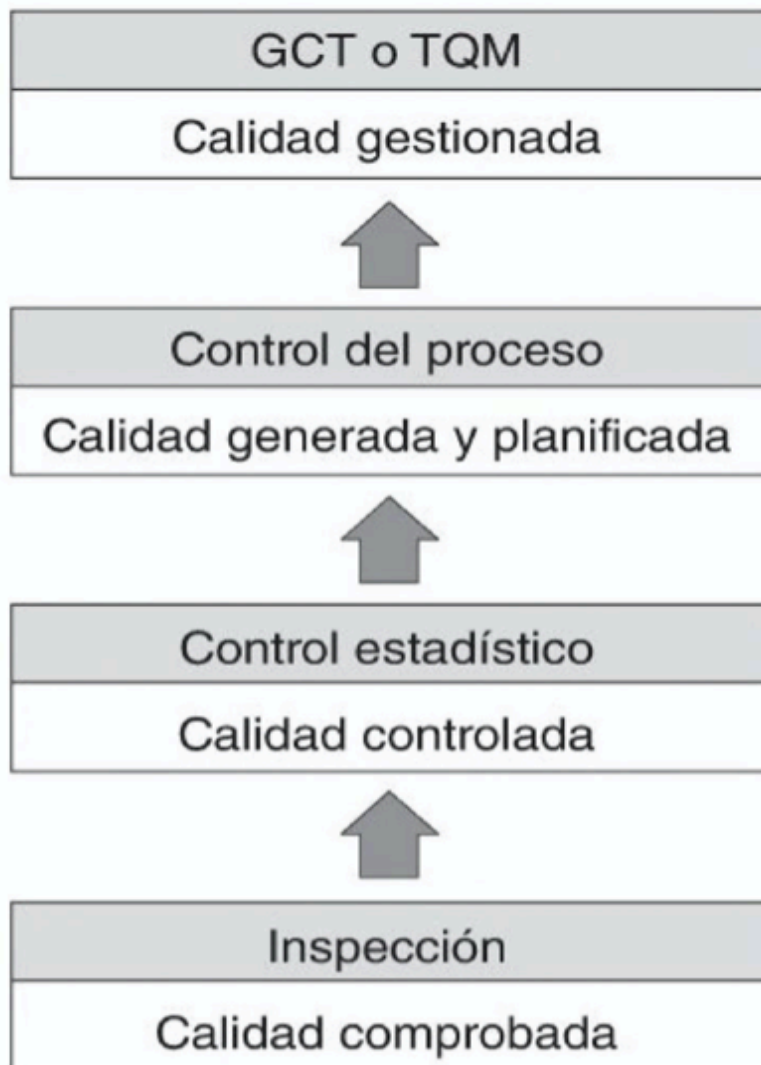 GCT o TQM
Calidad gestionada
Control del proceso
Calidad generada y planificada
Control estadístico
Calidad controlada
Inspección
Calidad comprobada